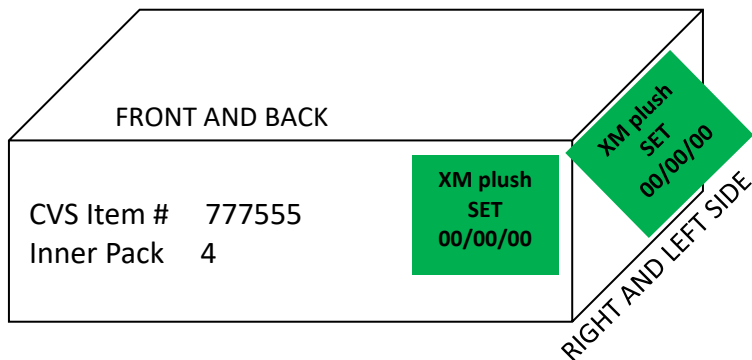 FRONT AND BACK
CVS Item # 777555
Inner Pack 4
XM plush
SET
00/00/00
XM plush
SET
00/00/00
RIGHT AND LEFT SIDE